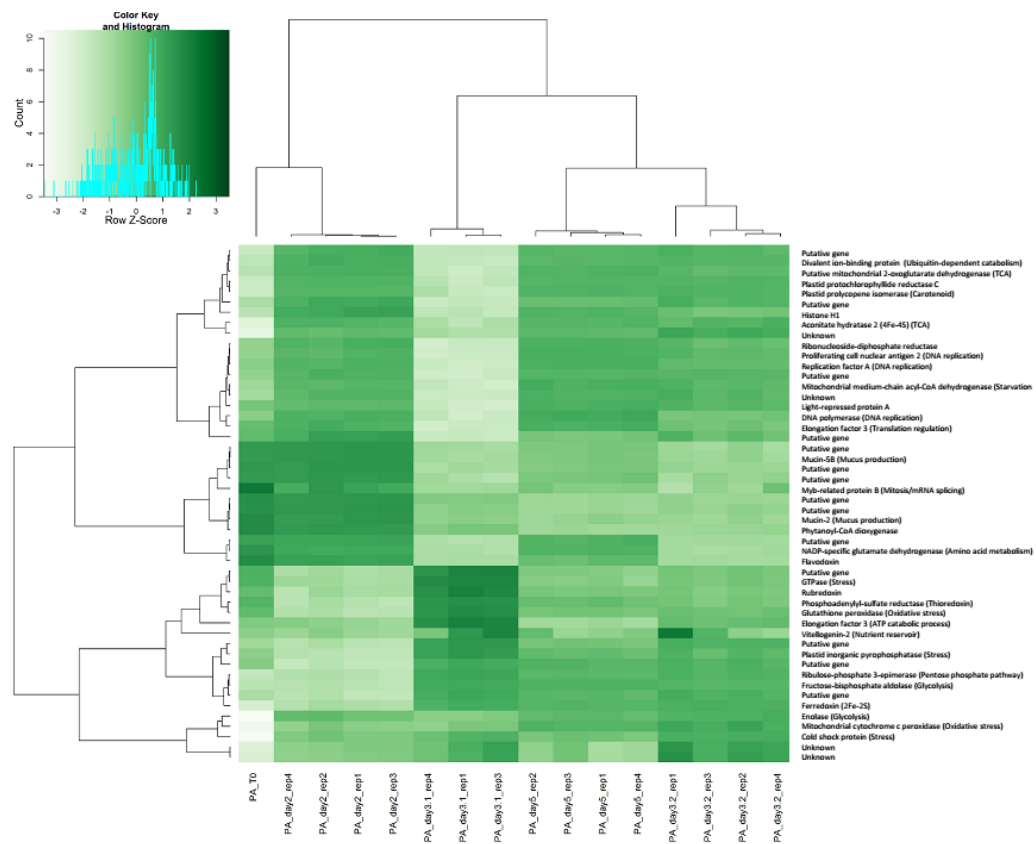 Color Key
and Histogram
Count
0 2 4 6 8 10
-3 -2 -1 0 1 2 3
Row Z-Score
Putative gene
Divalent ion-binding protein (Ubiquitin-dependent catabolism)
Putative mitochondrial 2-oxoglutarate dehydrogenase (TCA)
Plastid protochlorophyllide reductase C
Plastid prolycopene isomerase (Carotenoid)
Putative gene
Histone H1
Aconitate hydratase 2 (4Fe-4S) (TCA)
Unknown
Ribonucleoside-diphosphate reductase
Proliferating cell nuclear antigen 2 (DNA replication)
Replication factor A (DNA replication)
Putative gene
Mitochondrial medium-chain acyl-CoA dehydrogenase (Starvation
Unknown
Light-repressed protein A
DNA polymerase (DNA replication)
Elongation factor 3 (Translation regulation)
Putative gene
Mucin-5B (Mucus production)
Putative gene
Putative gene
Myb-related protein B (Mitosis/mRNA splicing)
Putative gene
Putative gene
Mucin-2 (Mucus production)
Phytanoyl-CoA dioxygenase
Putative gene
NADP-specific glutamate dehydrogenase (Amino acid metabolism)
Flavodoxin
Putative gene
GTPase (Stress)
Rubredoxin
Phosphoadenylyl-sulfate reductase (Thioredoxin)
Glutathione peroxidase (Oxidative stress)
Elongation factor 3 (ATP catabolic process)
Vitellogenin-2 (Nutrient reservoir)
Putative gene
Plastid inorganic pyrophosphatase (Stress)
Putative gene
Ribulose-phosphate 3-epimerase (Pentose phosphate pathway)
Fructose-bisphosphate aldolase (Glycolysis)
Putative gene
Ferredoxin (2Fe-2S)
Enolase (Glycolysis)
Mitochondrial cytochrome c peroxidase (Oxidative stress)
Cold shock protein (Stress)
Unknown
Unknown
PA_T0
PA_day2_rep4
PA_day2_rep2
PA_day2_rep1
PA_day2_rep3
PA_day3.1_rep4
PA_day3.1_rep1
PA_day3.1_rep3
PA_day5_rep2
PA_day5_rep3
PA_day5_rep1
PA_day5_rep4
PA_day3.2_rep1
PA_day3.2_rep3
PA_day3.2_rep2
PA_day3.2_rep4